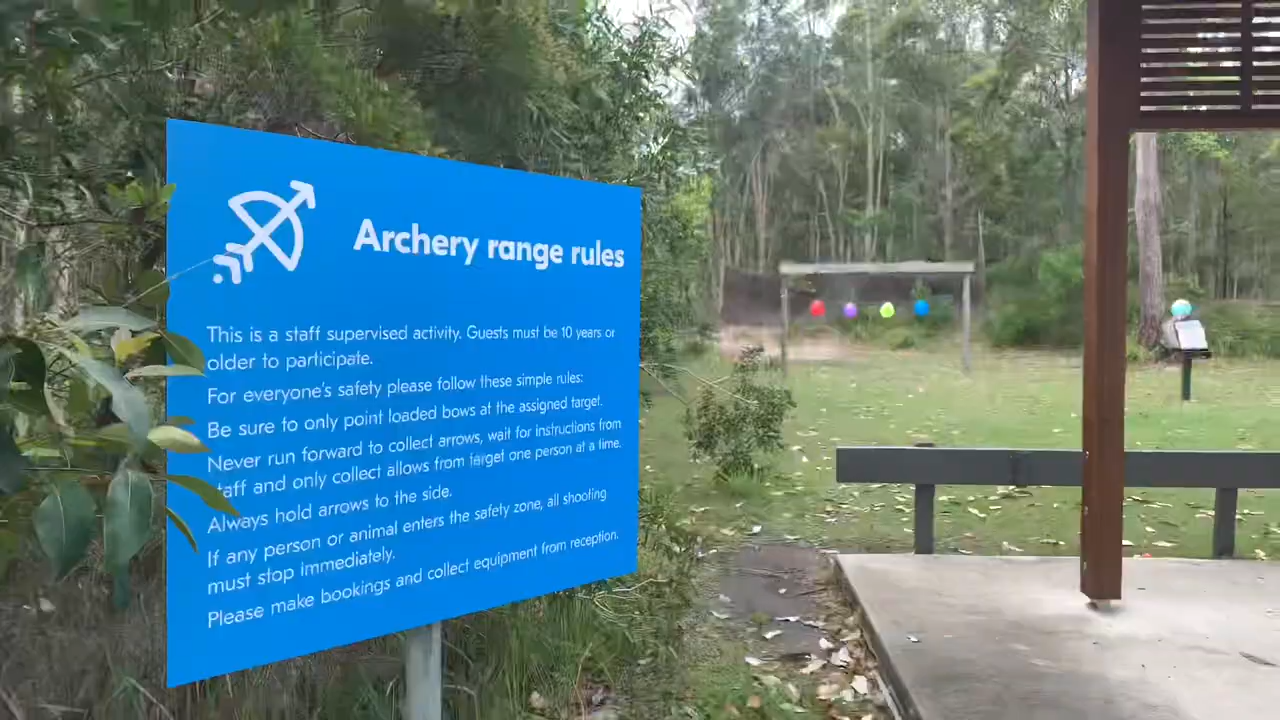 Archery range rules
This is a staff supervised activity. Guests must be 10 years or
older to participate.
For everyone's safety please follow these simple rules:
Be sure to only point loaded bows at the assigned target.
Never run forward to collect arrows, wait for instructions from
taff and only collect allows from target one person at a time.
Always hold arrows to the side.
If any person or animal enters the safety zone, all shooting
must stop immediately.
Please make bookings and collect equipment from reception.